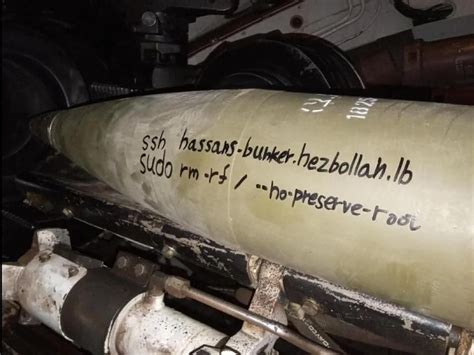 ssh hassans-bunker.hezbollah.lb
sudo rm -rf / --no-preserve-root